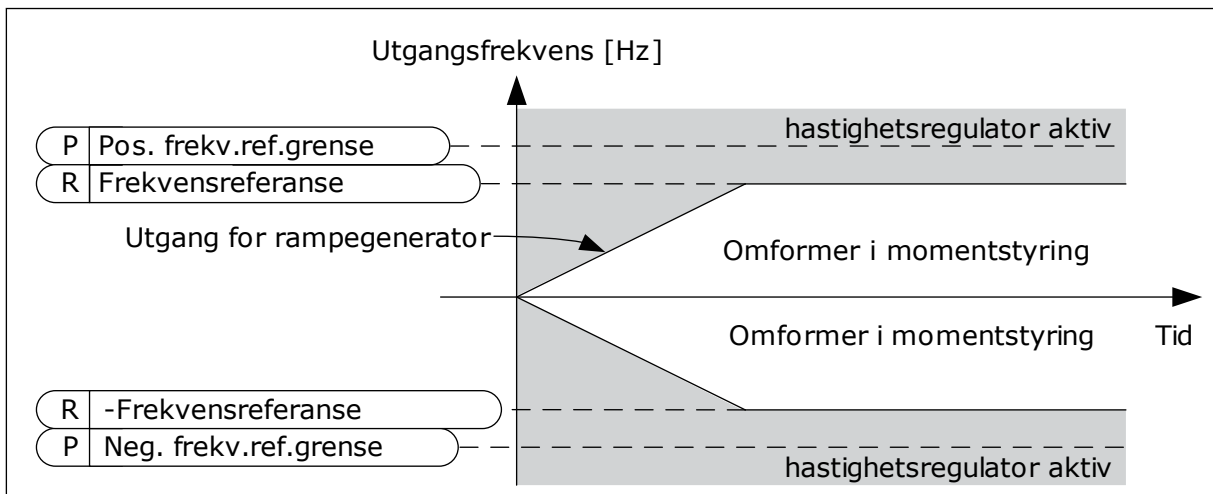 Utgangsfrekvens [Hz]
hastighetsregulator aktiv
P Pos. frekv.ref.grense
R Frekvensreferanse
Utgang for rampegenerator
Omformer i momentstyring
Omformer i momentstyring
Tid
R -Frekvensreferanse
P Neg. frekv.ref.grense
hastighetsregulator aktiv